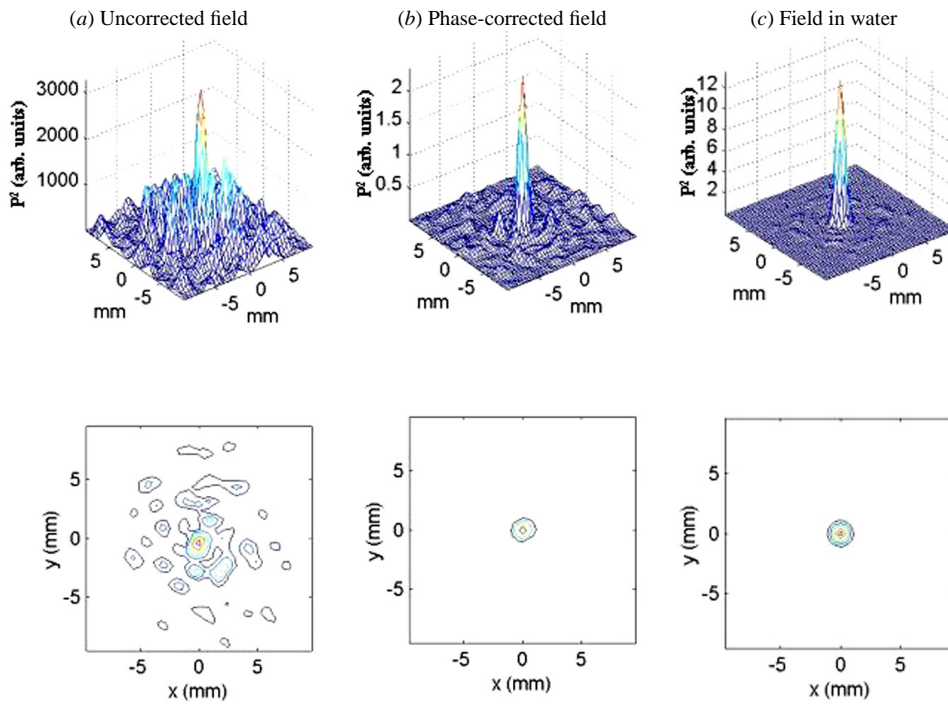 (a) Uncorrected field
(b) Phase-corrected field
(c) Field in water
P² (arb. units)
3000
2000
1000
5
0
-5
mm
-5
0
5
mm
P² (arb. units)
2
1.5
1
0.5
5
0
-5
mm
-5
0
5
mm
P² (arb. units)
12
10
8
6
4
2
5
0
-5
mm
-5
0
5
mm
y (mm)
5
0
-5
-5 0 5
x (mm)
y (mm)
5
0
-5
-5 0 5
x (mm)
y (mm)
5
0
-5
-5 0 5
x (mm)